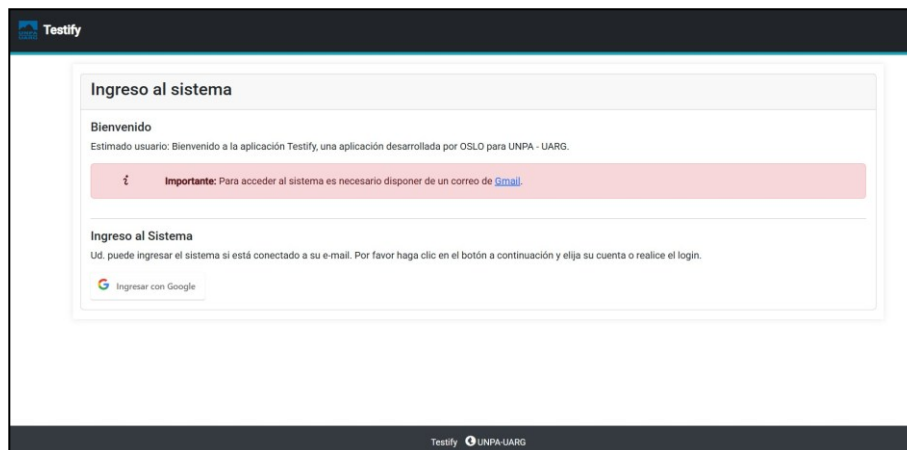 Testify
Ingreso al sistema
Bienvenido
Estimado usuario: Bienvenido a la aplicación Testify, una aplicación desarrollada por OSLO para UNPA - UARG.
i Importante: Para acceder al sistema es necesario disponer de un correo de Gmail.
Ingreso al Sistema
Ud. puede ingresar el sistema si está conectado a su e-mail. Por favor haga clic en el botón a continuación y elija su cuenta o realice el login.
G Ingresar con Google
Testify UNPA-UARG